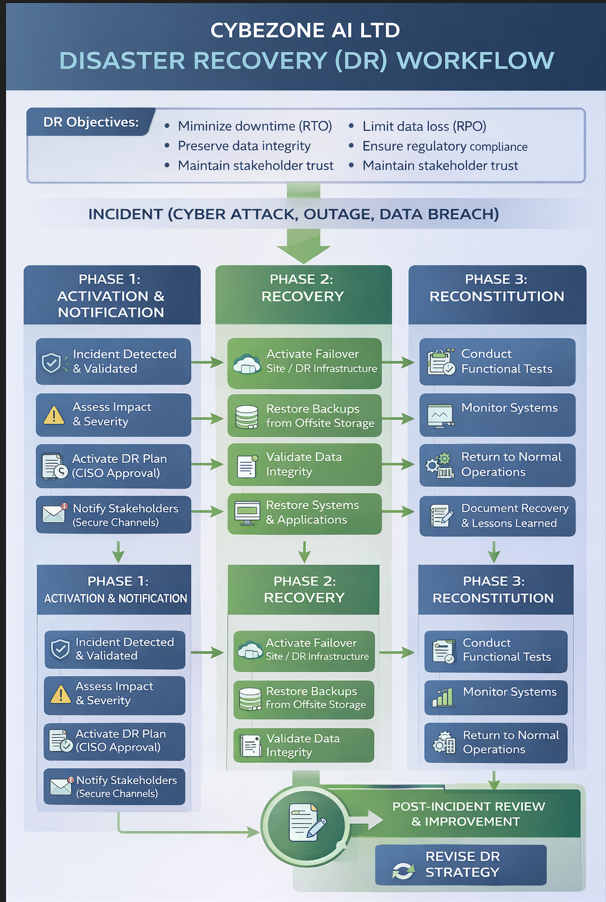 CYBEZONE AI LTD
DISASTER RECOVERY (DR) WORKFLOW
DR Objectives:
• Miminize downtime (RTO)
• Preserve data integrity
• Maintain stakeholder trust
• Limit data loss (RPO)
• Ensure regulatory compliance
• Maintain stakeholder trust
INCIDENT (CYBER ATTACK, OUTAGE, DATA BREACH)
PHASE 1:
ACTIVATION &
NOTIFICATION
Incident Detected
& Validated
Assess Impact
& Severity
Activate DR Plan
(CISO Approval)
Notify Stakeholders
(Secure Channels)
PHASE 2:
RECOVERY
Activate Failover
Site / DR Infrastructure
Restore Backups
from Offsite Storage
Validate Data
Integrity
Restore Systems
& Applications
PHASE 3:
RECONSTITUTION
Conduct
Functional Tests
Monitor Systems
Return to Normal
Operations
Document Recovery
& Lessons Learned
PHASE 1:
ACTIVATION & NOTIFICATION
Incident Detected
& Validated
Assess Impact
& Severity
Activate DR Plan
(CISO Approval)
Notify Stakeholders
(Secure Channels)
PHASE 2:
RECOVERY
Activate Failover
Site / DR Infrastructure
Restore Backups
From Offsite Storage
Validate Data
Integrity
PHASE 3:
RECONSTITUTION
Conduct
Functional Tests
Monitor Systems
Return to Normal
Operations
POST-INCIDENT REVIEW
& IMPROVEMENT
REVISE DR
STRATEGY